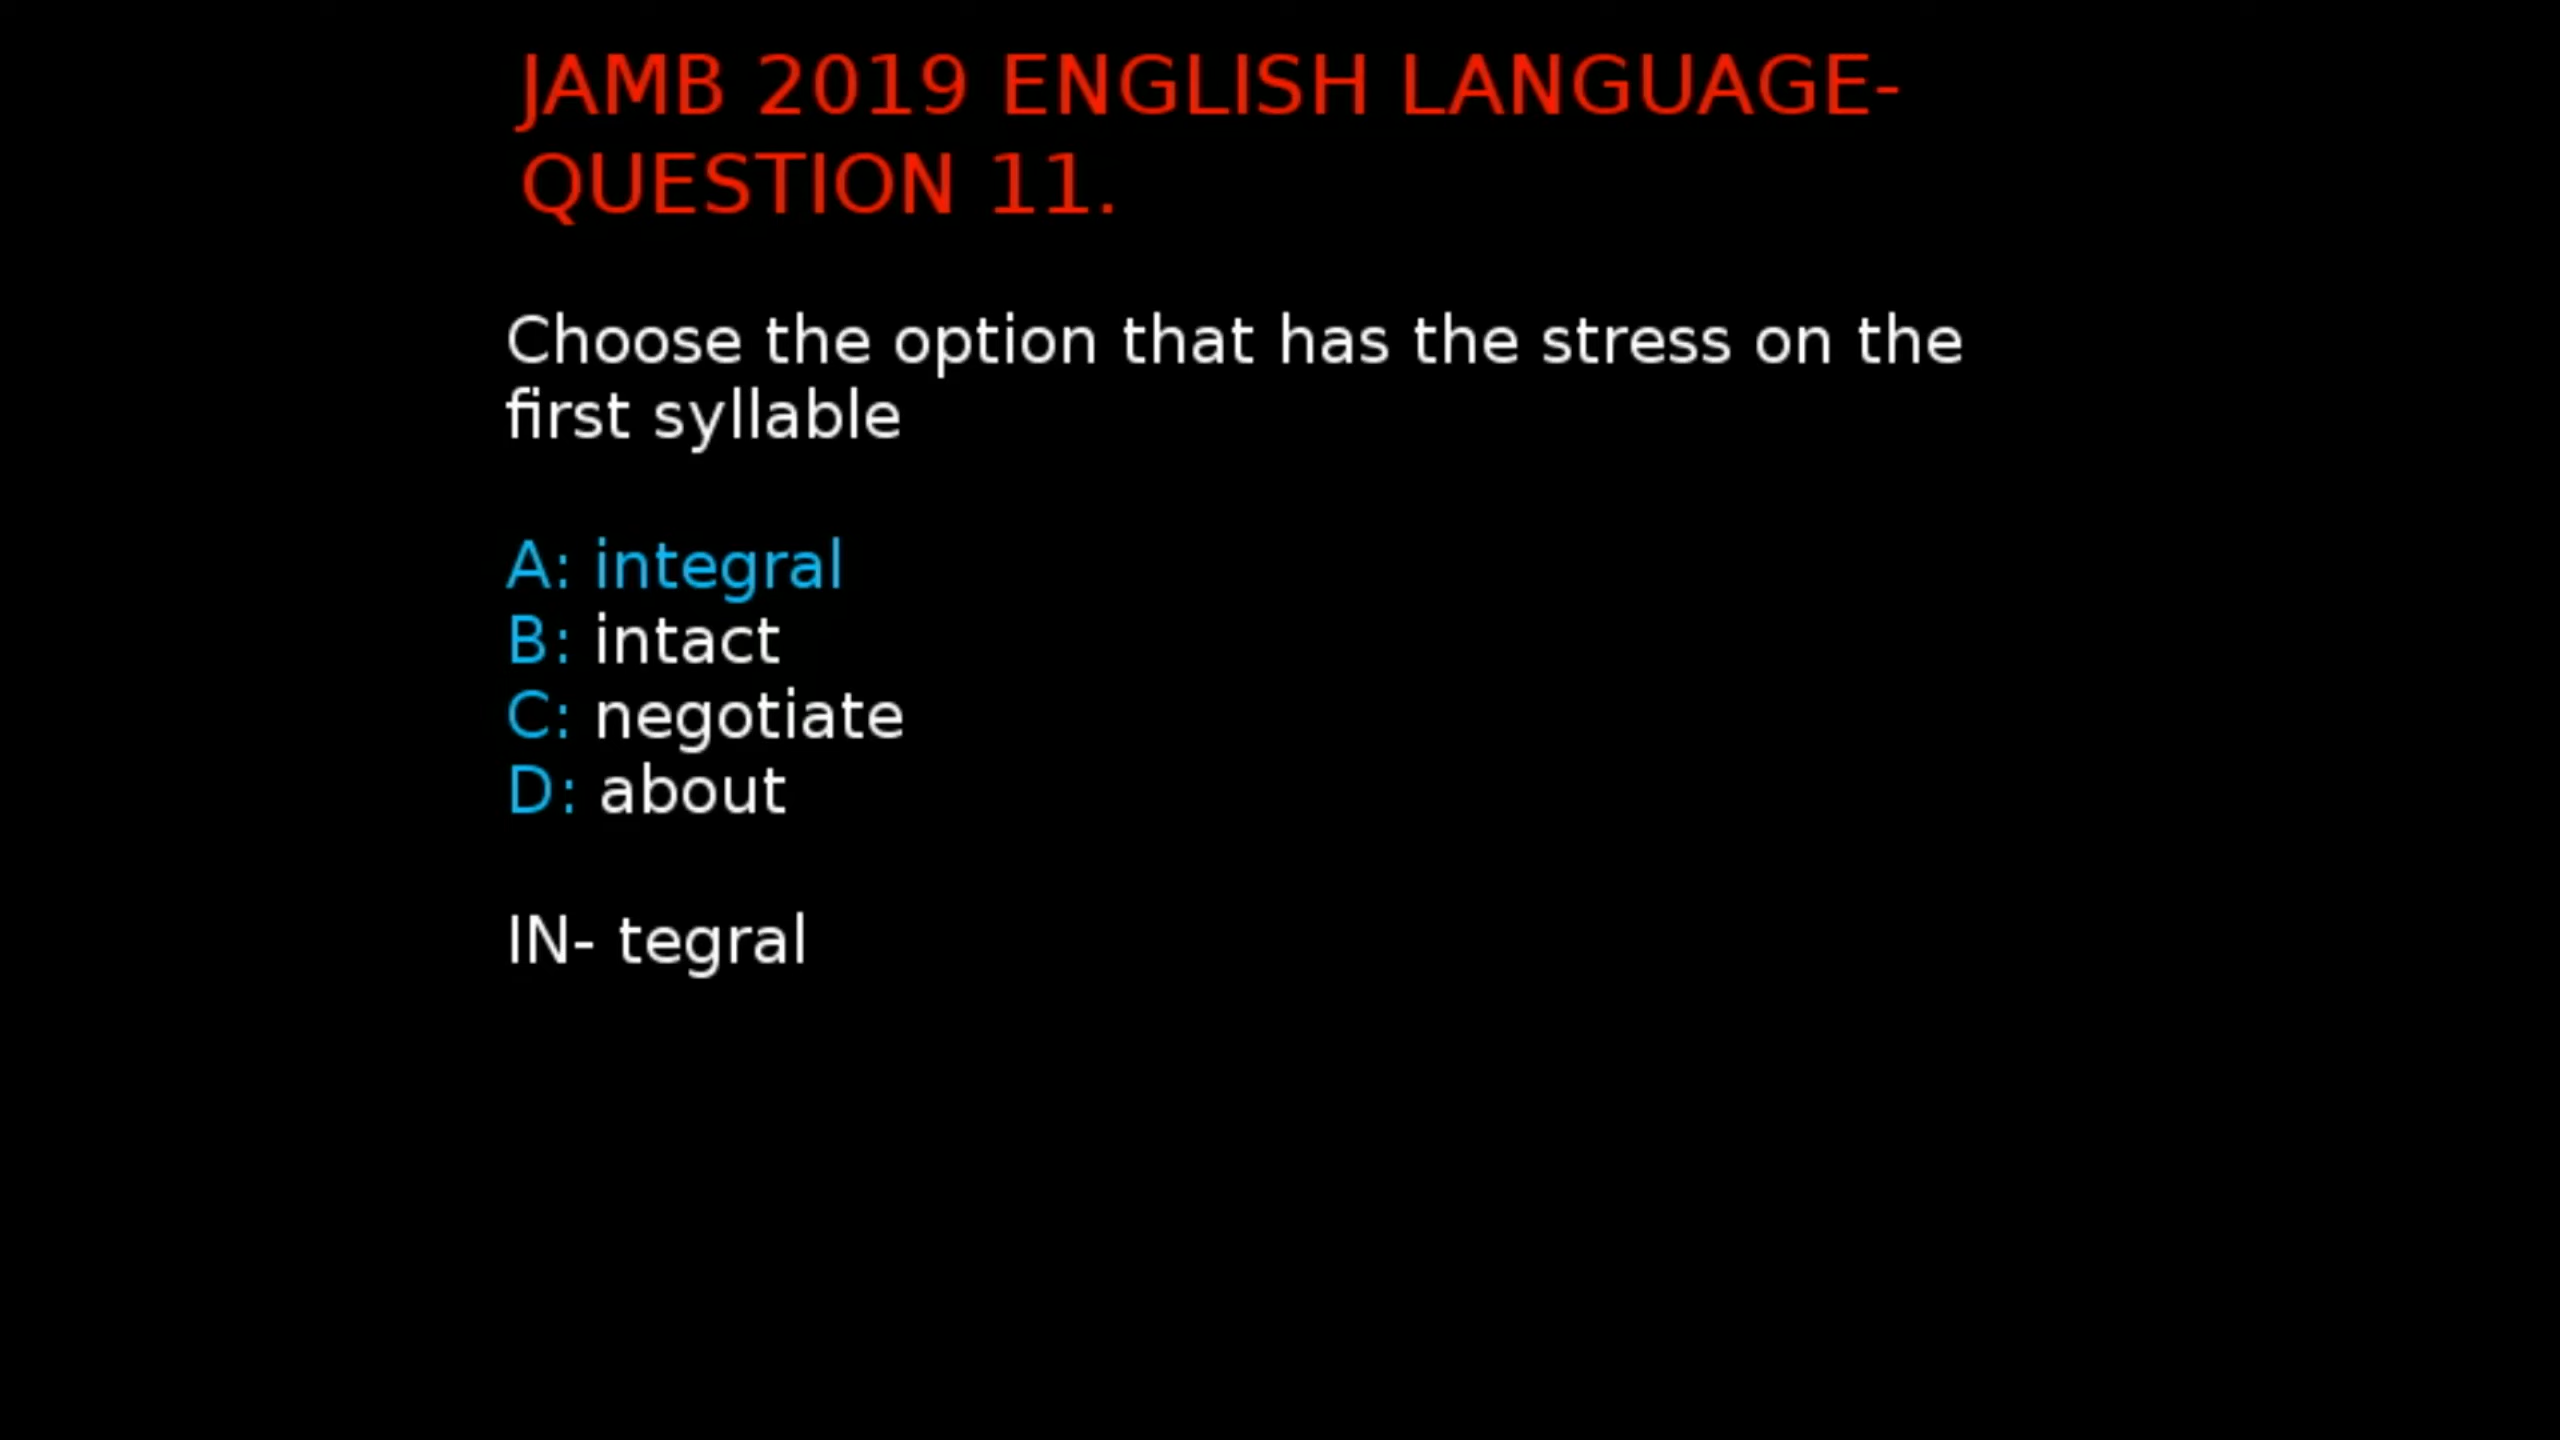 JAMB 2019 ENGLISH LANGUAGE-
QUESTION 11.
Choose the option that has the stress on the
first syllable
A: integral
B: intact
C: negotiate
D: about
IN- tegral